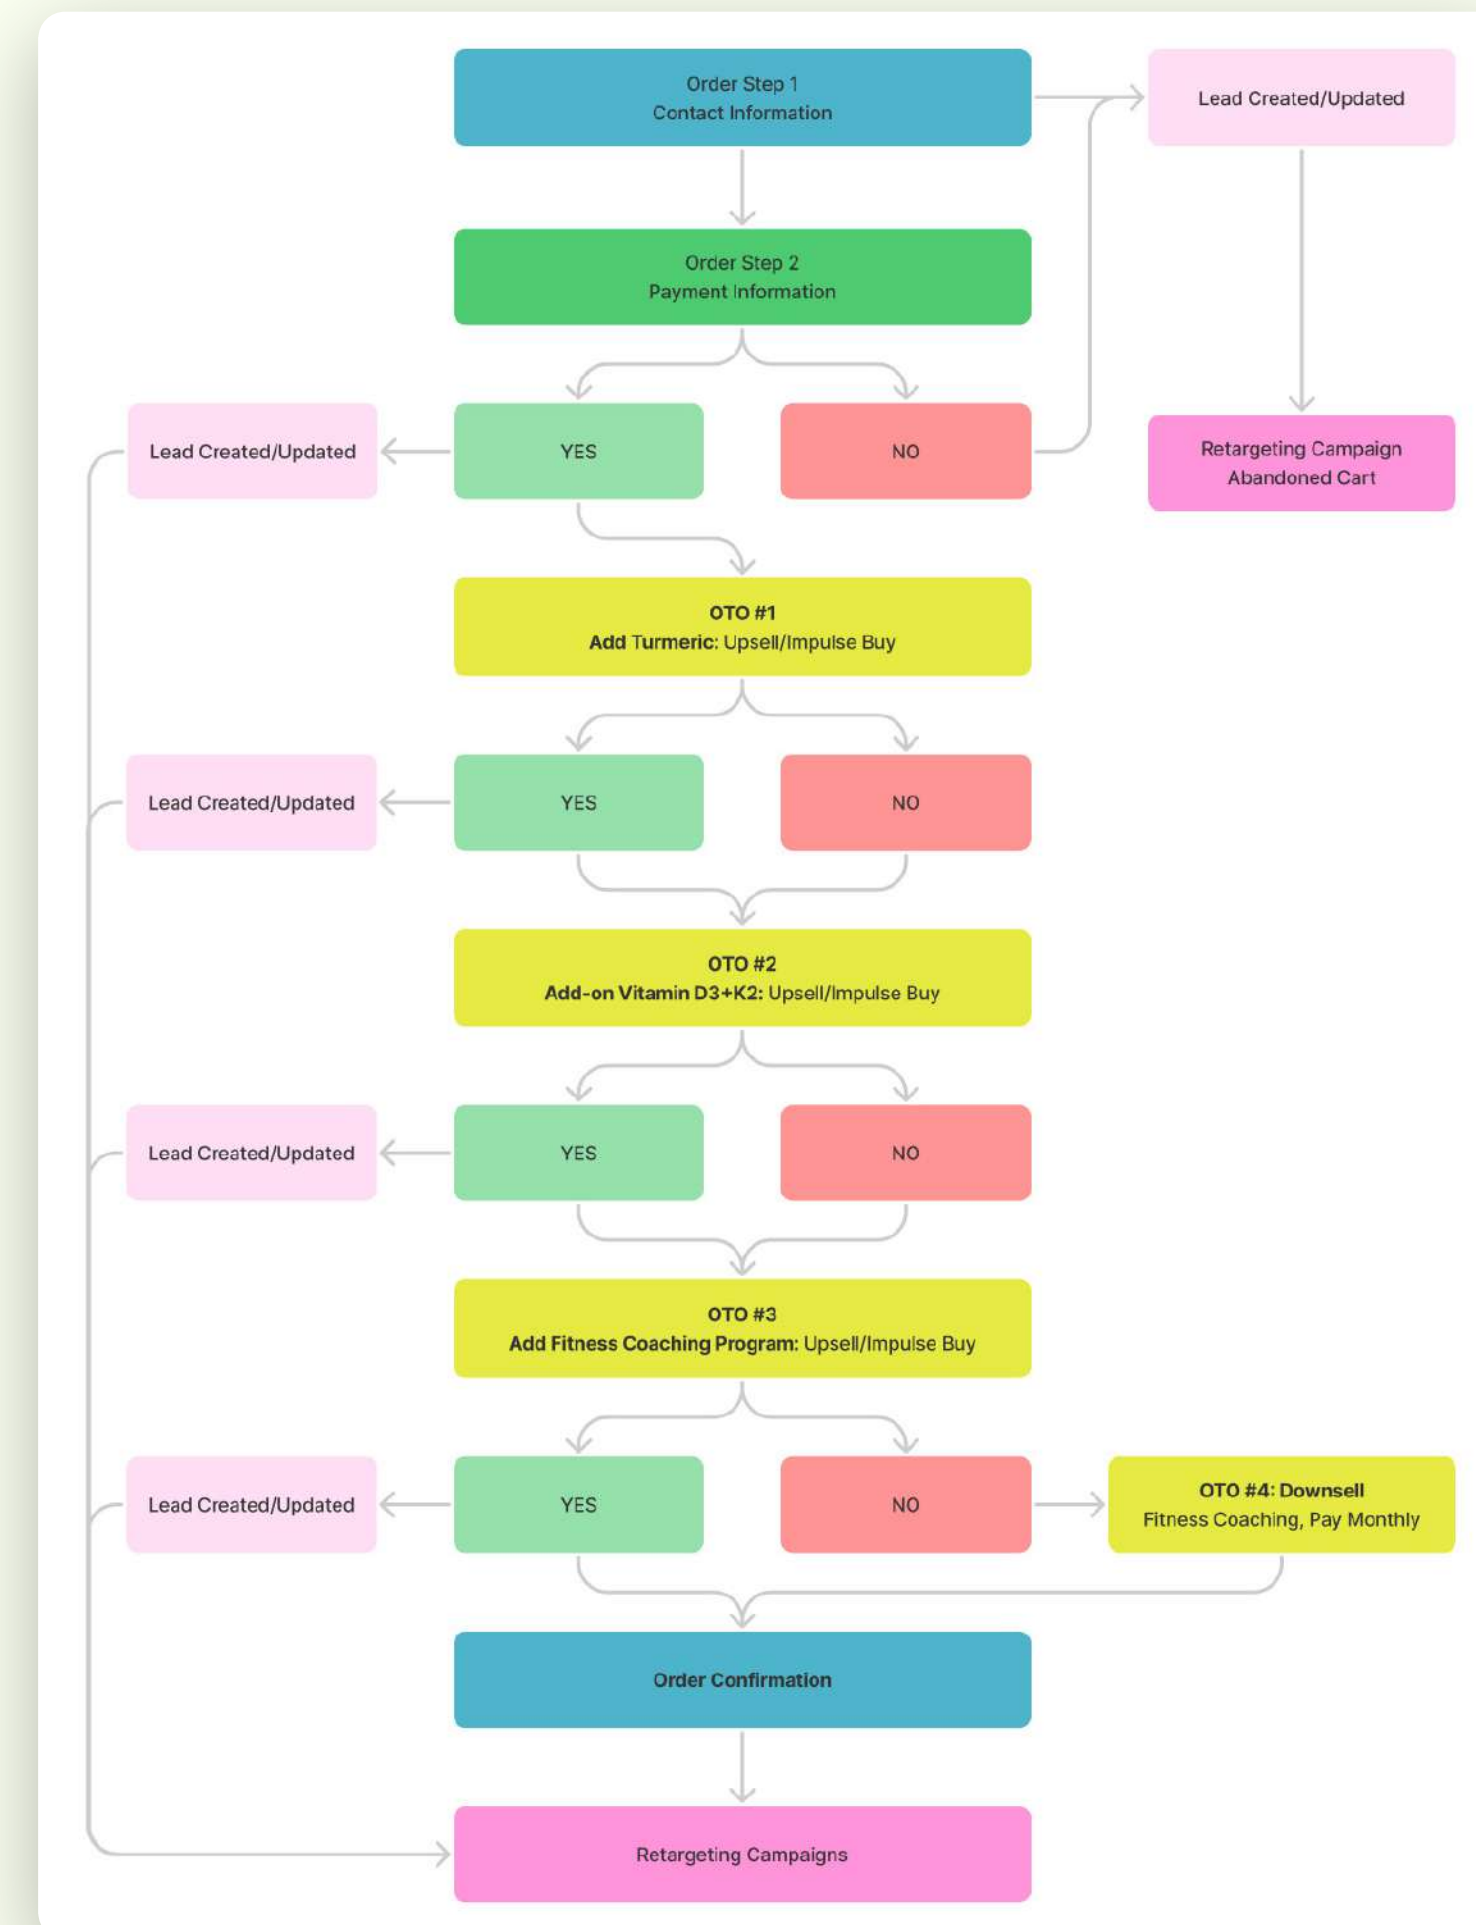 Order Step 1
Contact Information
Lead Created/Updated
Order Step 2
Payment Information
Lead Created/Updated
YES
NO
Retargeting Campaign
Abandoned Cart
OTO #1
Add Turmeric: Upsell/Impulse Buy
Lead Created/Updated
YES
NO
OTO #2
Add-on Vitamin D3+K2: Upsell/Impulse Buy
Lead Created/Updated
YES
NO
OTO #3
Add Fitness Coaching Program: Upsell/Impulse Buy
Lead Created/Updated
YES
NO
OTO #4: Downsell
Fitness Coaching, Pay Monthly
Order Confirmation
Retargeting Campaigns